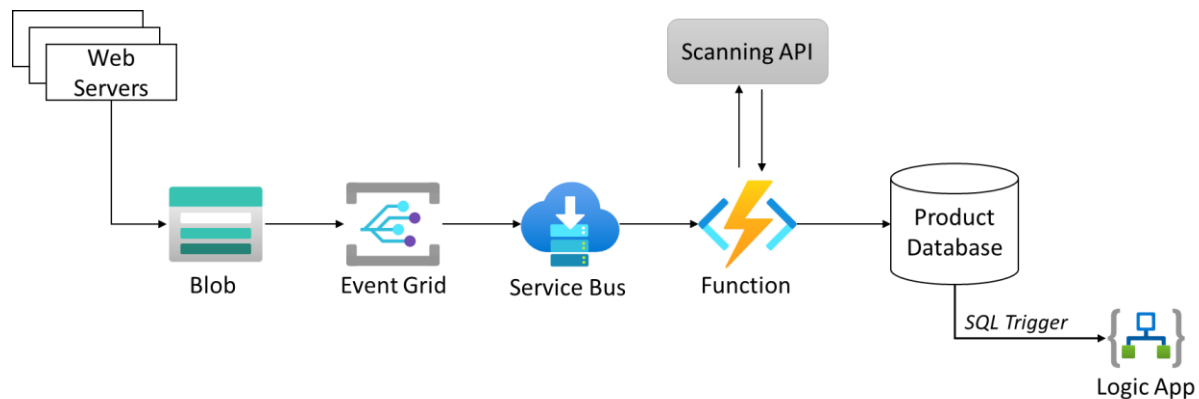 Web
Servers
Scanning API
Blob
Event Grid
Service Bus
Function
Product
Database
SQL Trigger
Logic App